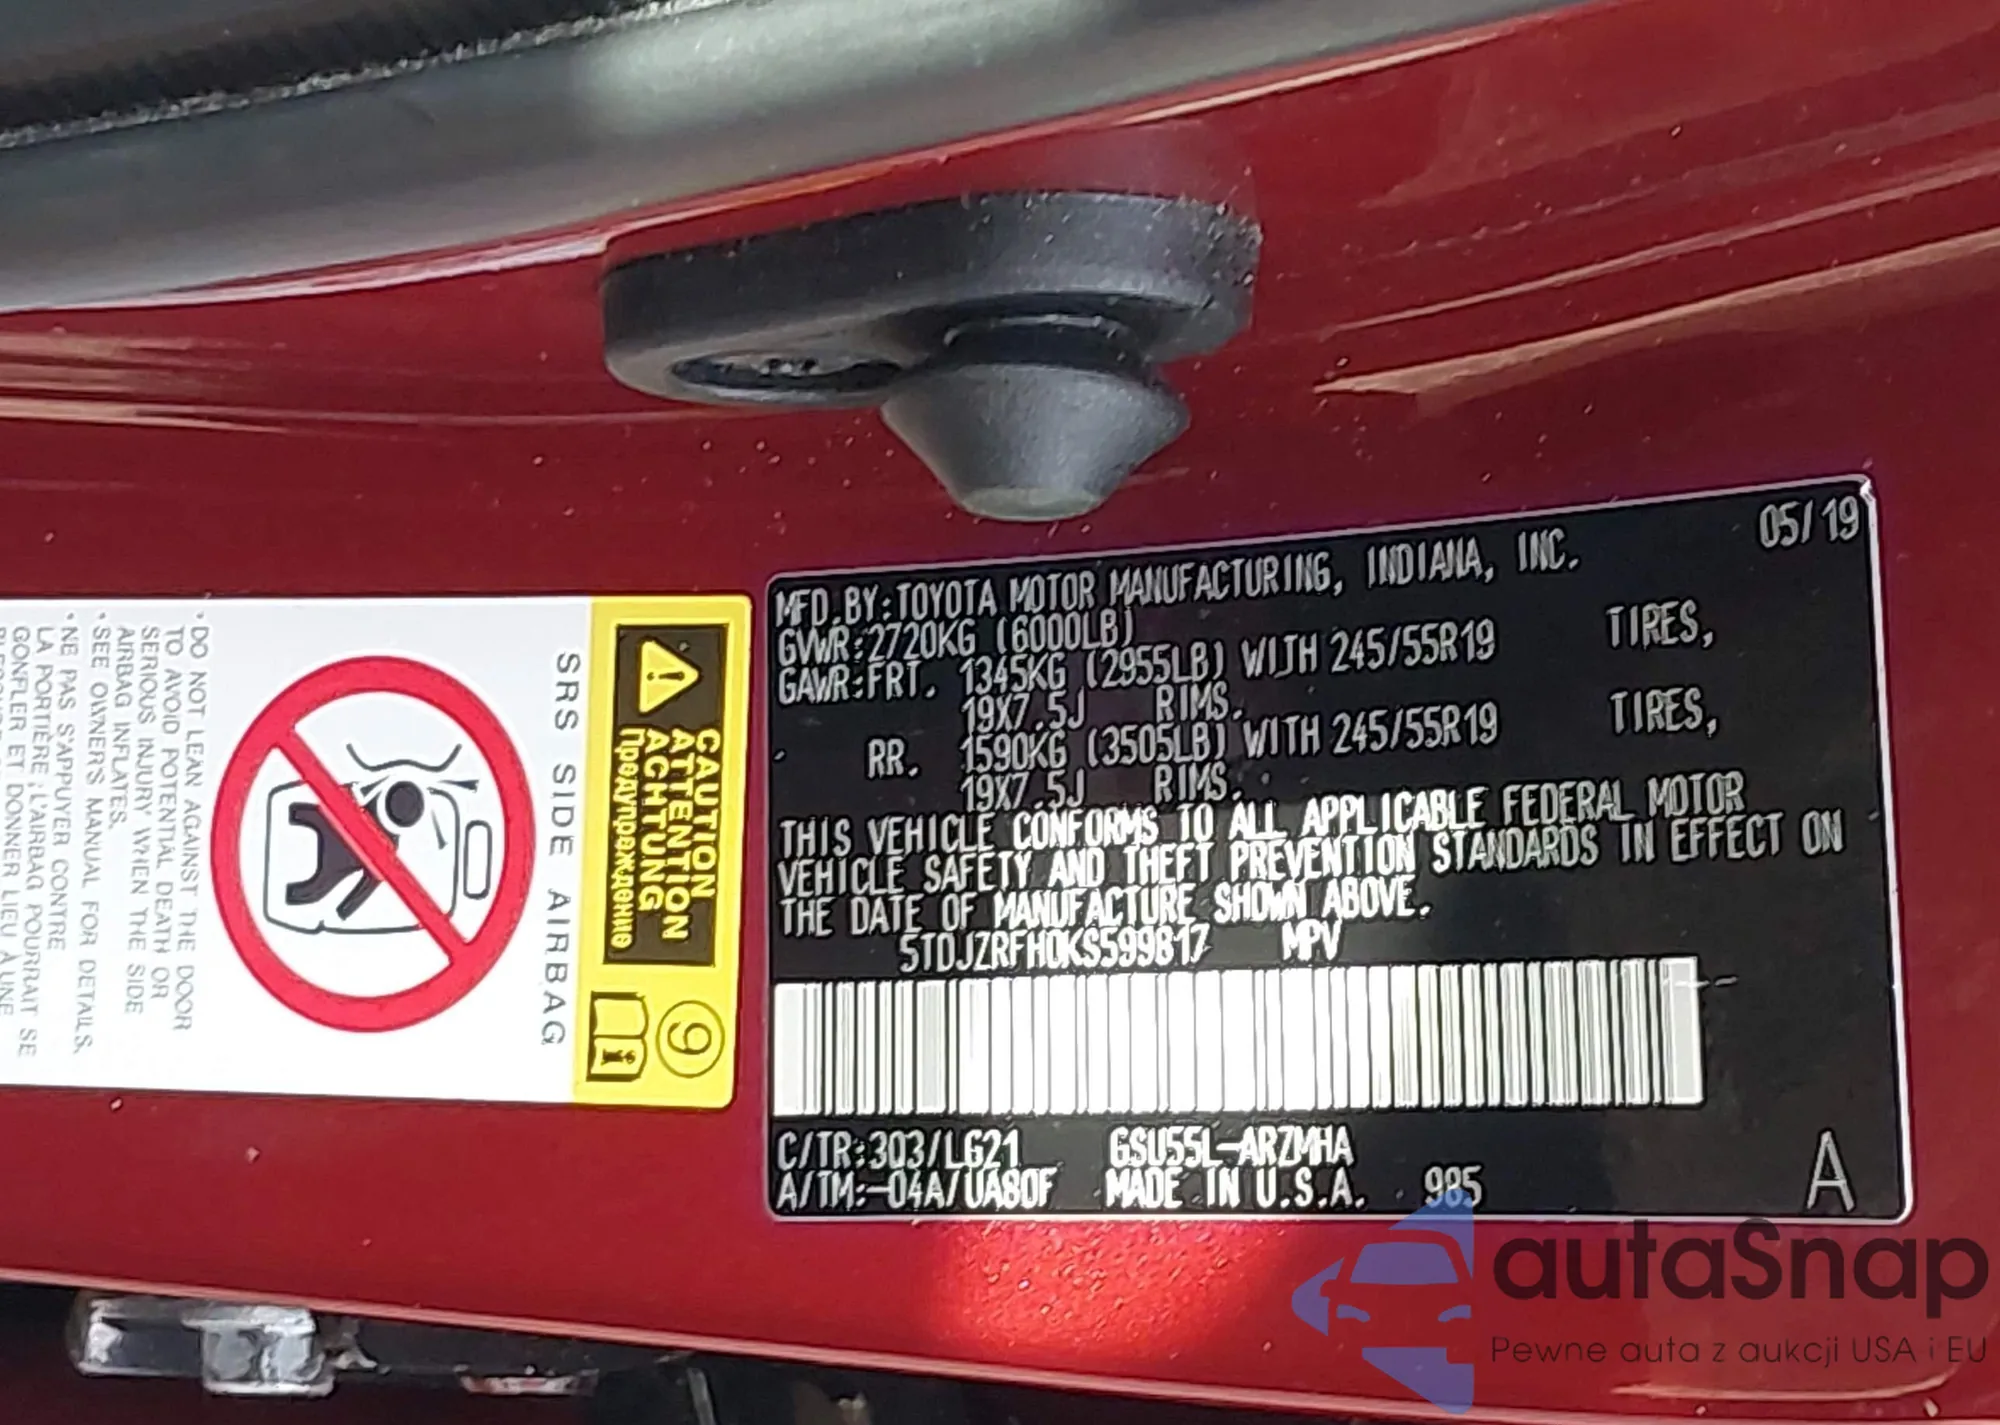 05/19
MFD.BY:TOYOTA MOTOR MANUFACTURING, INDIANA, INC.
GVWR:2720KG (6000LB)
GAWR:FRT. 1345KG (2955LB) WITH 245/55R19 TIRES,
19X7.5J RIMS.
RR. 1590KG (3505LB) WITH 245/55R19 TIRES,
19X7.5J RIMS.
THIS VEHICLE CONFORMS TO ALL APPLICABLE FEDERAL MOTOR
VEHICLE SAFETY AND THEFT PREVENTION STANDARDS IN EFFECT ON
THE DATE OF MANUFACTURE SHOWN ABOVE.
5TDJZRFH0KS599817 MPV
C/TR:303/LG21 GSU55L-ARZMHA
A/TM:-04A/UA80F MADE IN U.S.A. 985
A
CAUTION
ATTENTION
ACHTUNG
Предупреждение
9
i
SRS SIDE AIRBAG
• DO NOT LEAN AGAINST THE DOOR
TO AVOID POTENTIAL DEATH OR
SERIOUS INJURY WHEN THE SIDE
AIRBAG INFLATES.
• SEE OWNER'S MANUAL FOR DETAILS.
• NE PAS S'APPUYER CONTRE
LA PORTIÈRE ; L'AIRBAG POURRAIT SE
GONFLER ET DONNER LIEU À UNE
autaSnap
Pewne auta z aukcji USA i EU